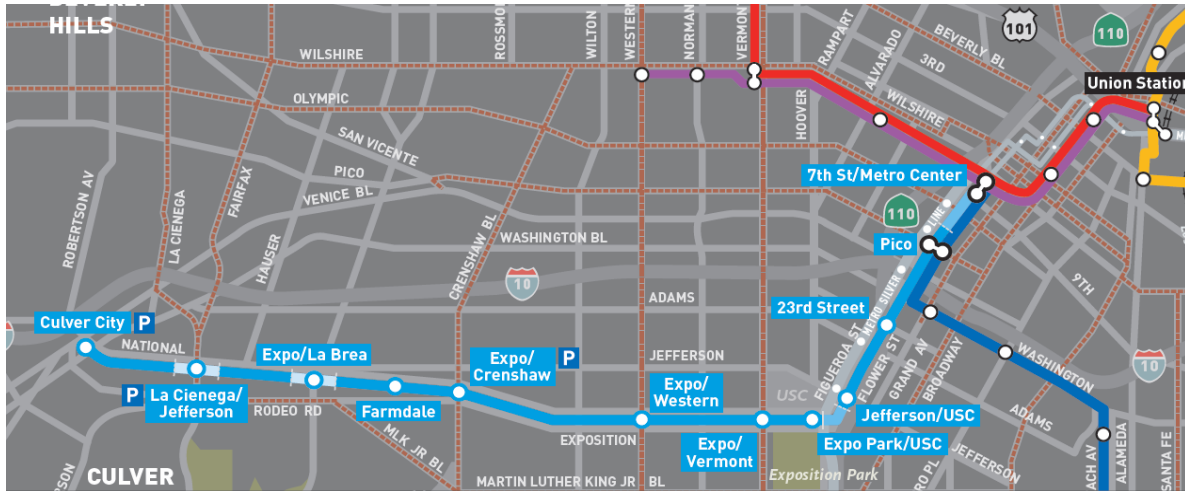 HILLS
WILSHIRE
OLYMPIC
SAN VICENTE
PICO
VENICE BL
ROBERTSON AV
LA CIENEGA
FAIRFAX
HAUSER
CRENSHAW BL
WASHINGTON BL
10
ADAMS
WILTON
WESTERN
VERMONT
HOOVER
RAMPART
ALVARADO
3RD
BEVERLY BL
WILSHIRE
101
110
Union Station
7th St/Metro Center
110
LINE
Pico
METRO SILVER
23rd Street
9TH
Culver City
P
NATIONAL
Expo/La Brea
Expo/
Crenshaw
P
JEFFERSON
P
La Cienega/
Jefferson
RODEO RD
Farmdale
MLK JR BL
EXPOSITION
Expo/
Western
Expo/
Vermont
USC
FIGUEROA ST
FLOWER ST
GRAND AV
BROADWAY
WASHINGTON
10
Jefferson/USC
Expo Park/USC
ADAMS
JEFFERSON
Exposition Park
MARTIN LUTHER KING JR BL
CULVER
ALAMEDA
SANTA FE